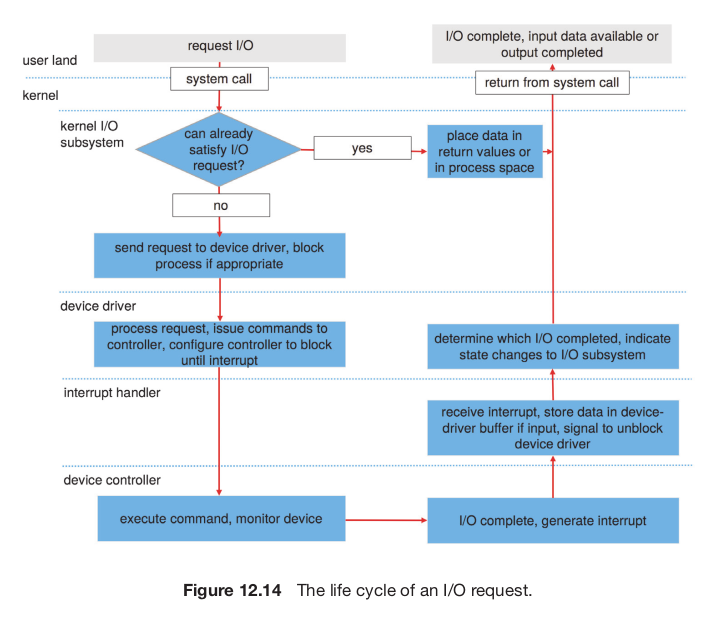 request I/O
I/O complete, input data available or
output completed
user land
system call
return from system call
kernel
kernel I/O
subsystem
can already
satisfy I/O
request?
yes
place data in
return values or
in process space
no
send request to device driver, block
process if appropriate
device driver
process request, issue commands to
controller, configure controller to block
until interrupt
determine which I/O completed, indicate
state changes to I/O subsystem
interrupt handler
receive interrupt, store data in device-
driver buffer if input, signal to unblock
device driver
device controller
execute command, monitor device
I/O complete, generate interrupt
Figure 12.14 The life cycle of an I/O request.